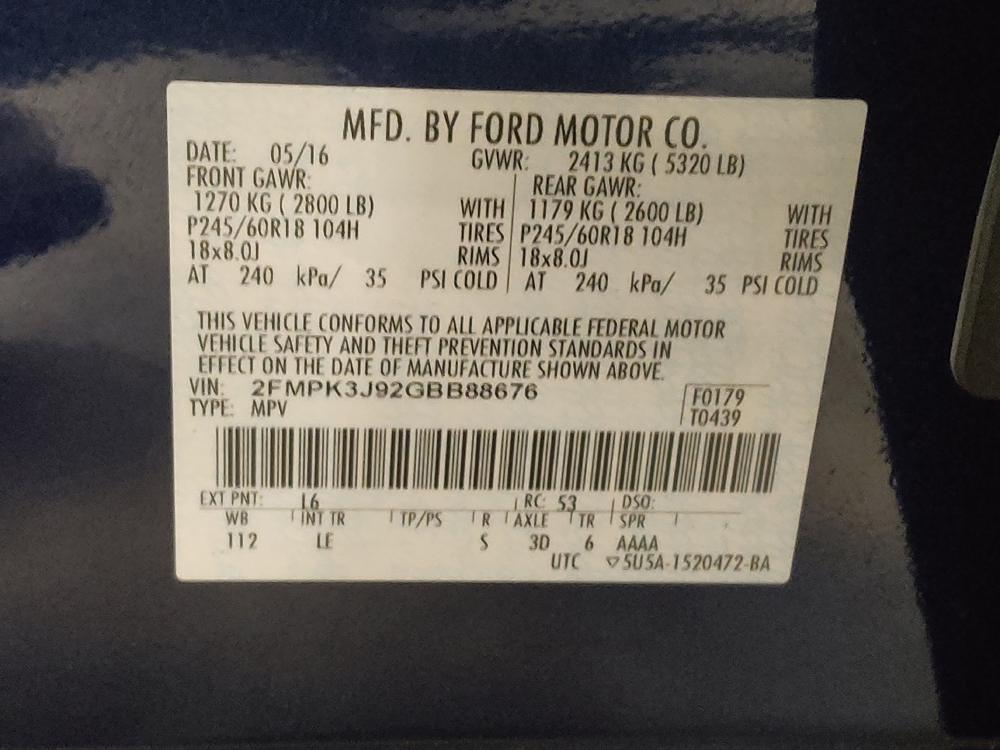 MFD. BY FORD MOTOR CO.
DATE: 05/16 GVWR: 2413 KG ( 5320 LB)
FRONT GAWR: REAR GAWR:
1270 KG ( 2800 LB) WITH 1179 KG ( 2600 LB) WITH
P245/60R18 104H TIRES P245/60R18 104H TIRES
18x8.0J RIMS 18x8.0J RIMS
AT 240 kPa/ 35 PSI COLD AT 240 kPa/ 35 PSI COLD
THIS VEHICLE CONFORMS TO ALL APPLICABLE FEDERAL MOTOR
VEHICLE SAFETY AND THEFT PREVENTION STANDARDS IN
EFFECT ON THE DATE OF MANUFACTURE SHOWN ABOVE.
VIN: 2FMPK3J92GBB88676 F0179
TYPE: MPV T0439
EXT PNT: L6 RC: 53 DSO:
WB INT TR TP/PS R AXLE TR SPR
112 LE S 3D 6 AAAA
UTC ▽5U5A-1520472-BA